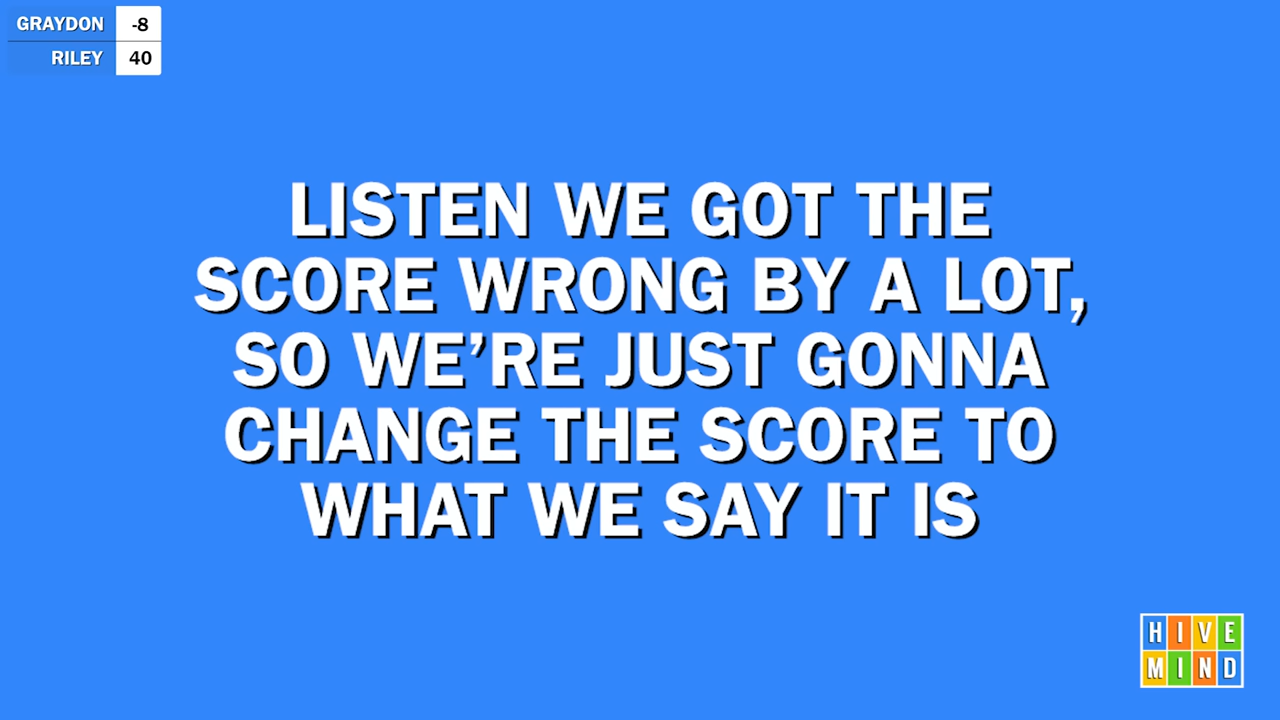 GRAYDON -8
RILEY 40
LISTEN WE GOT THE
SCORE WRONG BY A LOT,
SO WE’RE JUST GONNA
CHANGE THE SCORE TO
WHAT WE SAY IT IS
HIVE
MIND